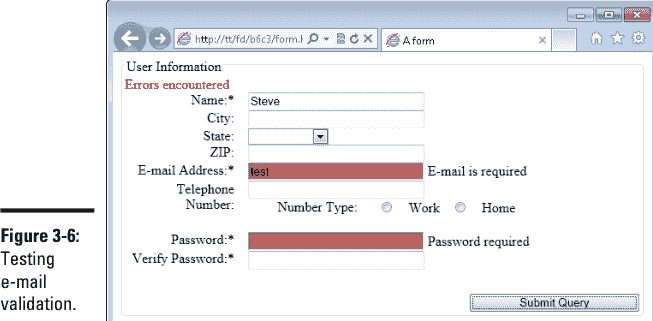 http://tt/fd/b6c3/form.h
A form
User Information
Errors encountered
Name:* Steve
City:
State:
ZIP:
E-mail Address:* test E-mail is required
Telephone
Number: Number Type: Work Home
Password:* Password required
Verify Password:*
Submit Query
Figure 3-6:
Testing
e-mail
validation.